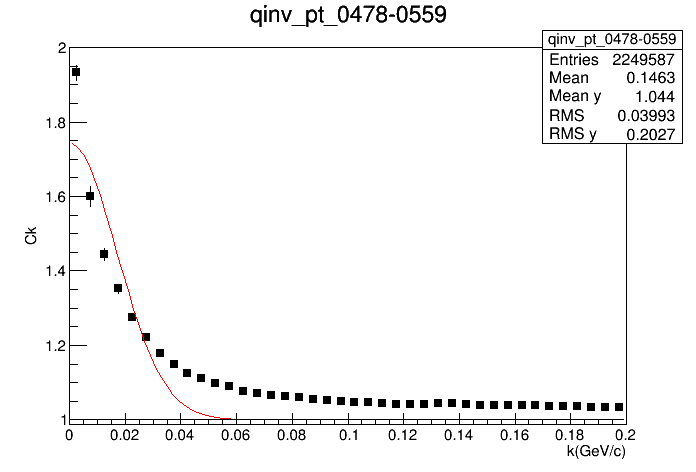 qinv_pt_0478-0559
qinv_pt_0478-0559
Entries 2249587
Mean 0.1463
Mean y 1.044
RMS 0.03993
RMS y 0.2027
Ck
2
1.8
1.6
1.4
1.2
1
0 0.02 0.04 0.06 0.08 0.1 0.12 0.14 0.16 0.18 0.2
k(GeV/c)